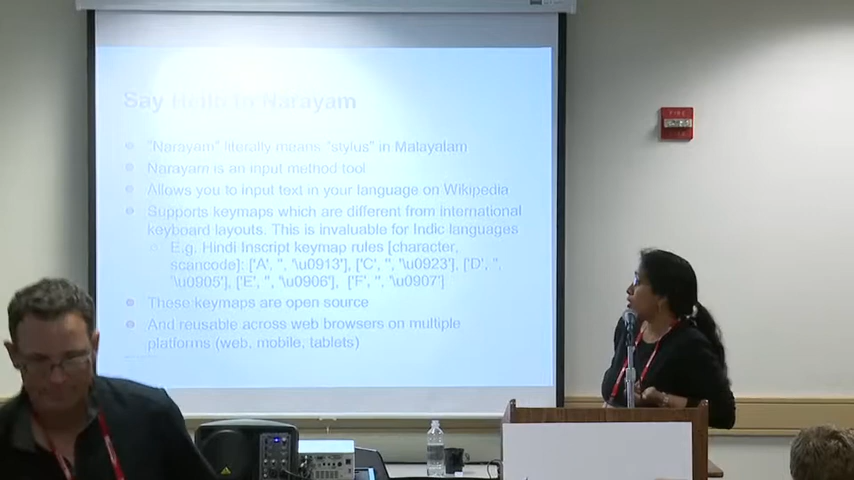 Say Hello to Narayam
"Narayam" literally means "stylus" in Malayalam
Narayam is an input method tool
Allows you to input text in your language on Wikipedia
Supports keymaps which are different from international
keyboard layouts. This is invaluable for Indic languages
E.g. Hindi Inscript keymap rules [character,
scancode]: ['A', '', '\u0913'], ['C', '', '\u0923'], ['D', '',
'\u0905'], ['E', '', '\u0906'], ['F', '', '\u0907']
These keymaps are open source
And reusable across web browsers on multiple
platforms (web, mobile, tablets)
FIRE